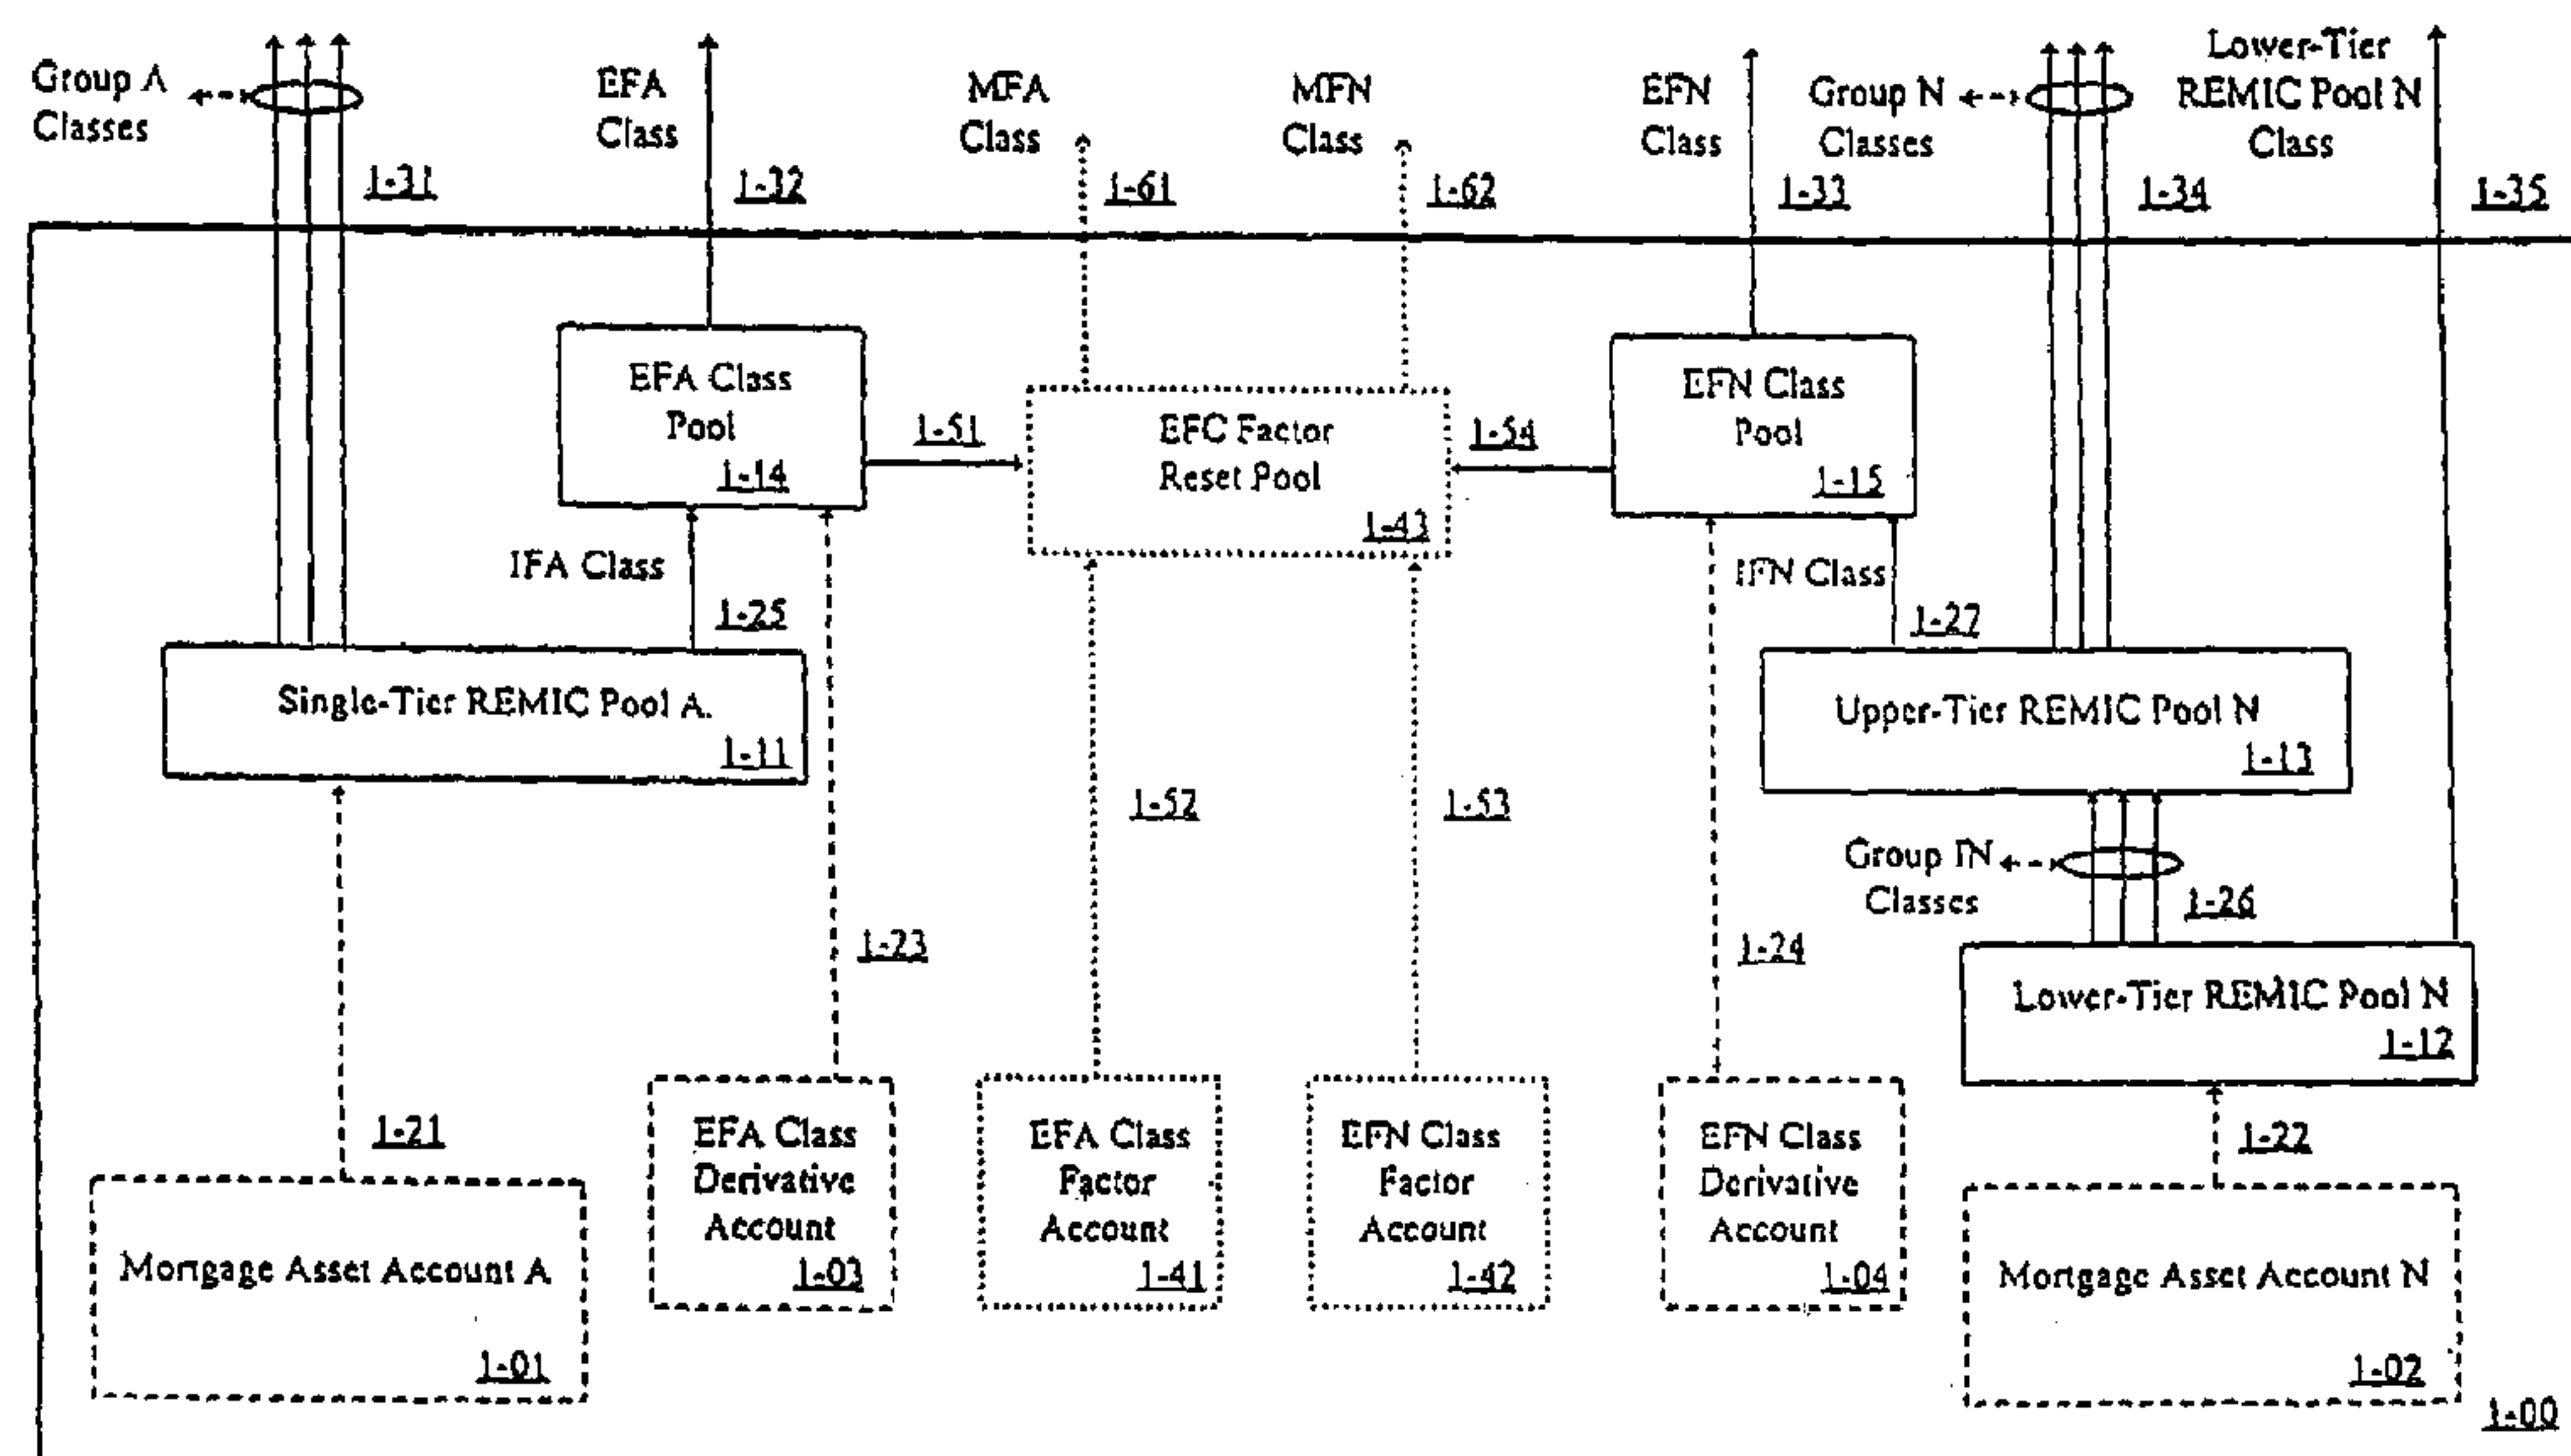 Group A
Classes
1-31
EFA
Class
1-32
MFA
Class
1-61
MFN
Class
1-62
EFN
Class
1-33
Group N
Classes
1-34
Lower-Tier
REMIC Pool N
Class
1-35
EFA Class
Pool
1-14
1-51
EFC Factor
Reset Pool
1-43
1-54
EFN Class
Pool
1-15
IFA Class
1-25
IFN Class
1-27
Single-Tier REMIC Pool A.
1-11
Upper-Tier REMIC Pool N
1-13
1-52
1-53
Group IN
Classes
1-26
1-23
1-24
Lower-Tier REMIC Pool N
1-12
1-21
1-22
Mortgage Asset Account A
1-01
EFA Class
Derivative
Account
1-03
EFA Class
Factor
Account
1-41
EFN Class
Factor
Account
1-42
EFN Class
Derivative
Account
1-04
Mortgage Asset Account N
1-02
1-00